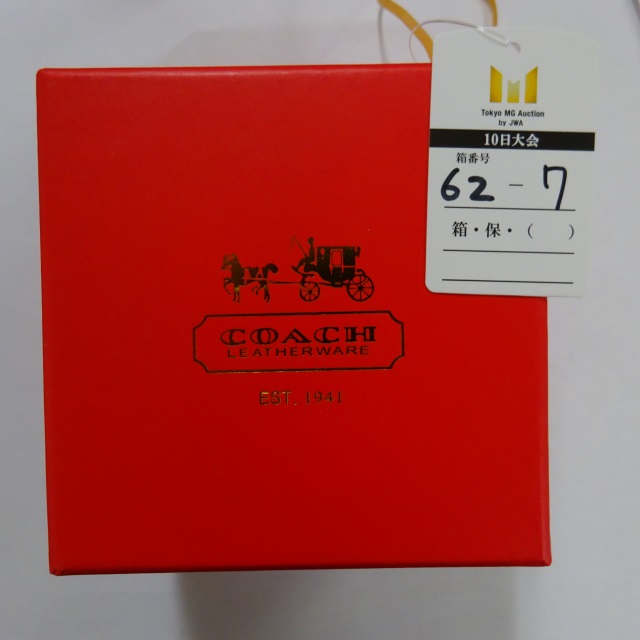 Tokyo MG Auction
by JWA
10日大会
箱番号
62-7
箱・保・(　)
COACH
LEATHERWARE
EST. 1941